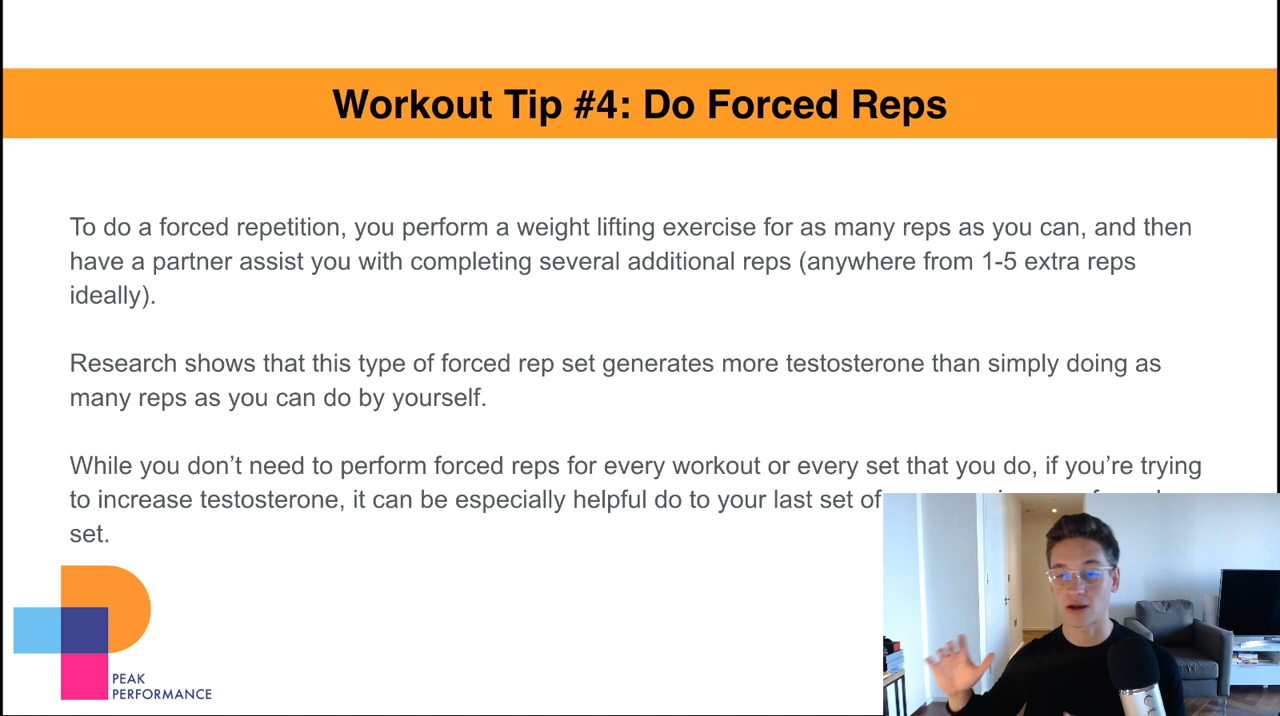 Workout Tip #4: Do Forced Reps
To do a forced repetition, you perform a weight lifting exercise for as many reps as you can, and then
have a partner assist you with completing several additional reps (anywhere from 1-5 extra reps
ideally).
Research shows that this type of forced rep set generates more testosterone than simply doing as
many reps as you can do by yourself.
While you don’t need to perform forced reps for every workout or every set that you do, if you’re trying
to increase testosterone, it can be especially helpful do to your last set of
set.
PEAK
PERFORMANCE